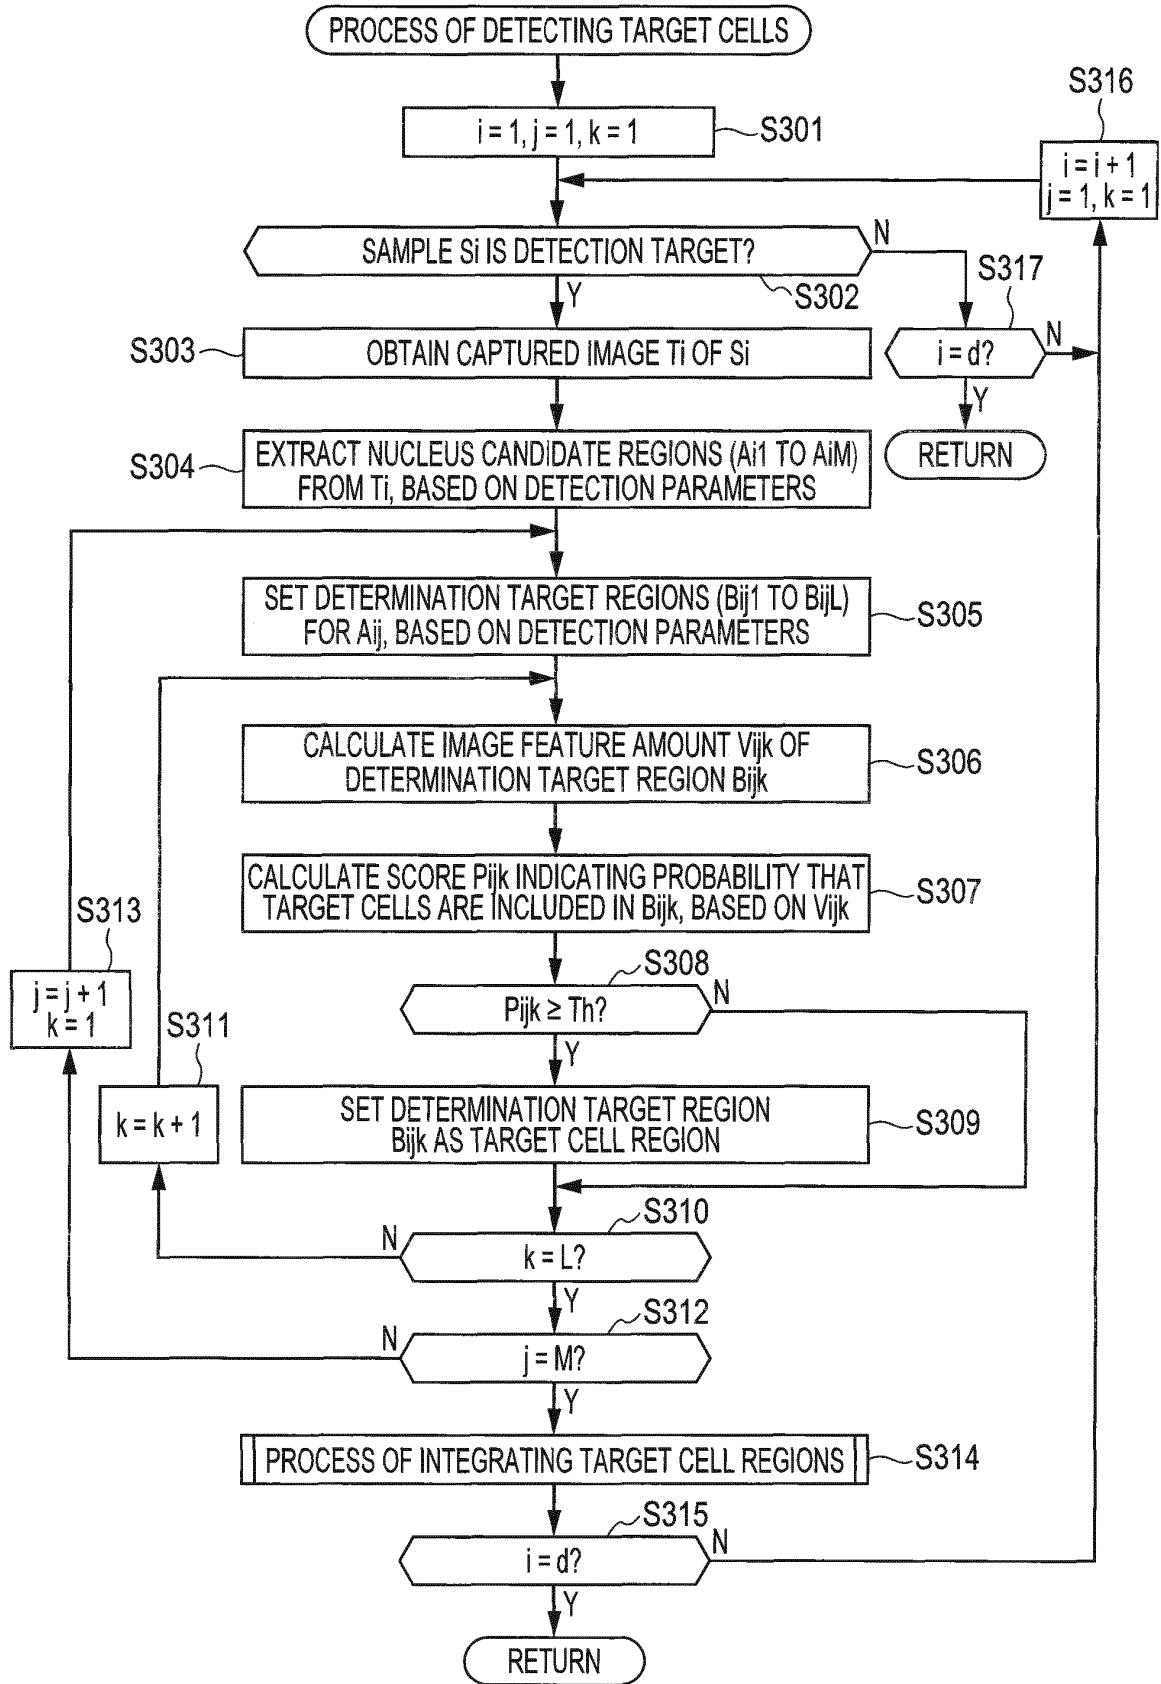 PROCESS OF DETECTING TARGET CELLS
S316
i = 1, j = 1, k = 1
S301
i = i + 1
j = 1, k = 1
SAMPLE Si IS DETECTION TARGET?
N
S302
Y
S317
S303
OBTAIN CAPTURED IMAGE Ti OF Si
i = d?
N
Y
RETURN
S304
EXTRACT NUCLEUS CANDIDATE REGIONS (Ai1 TO AiM)
FROM Ti, BASED ON DETECTION PARAMETERS
SET DETERMINATION TARGET REGIONS (Bij1 TO BijL)
FOR Aij, BASED ON DETECTION PARAMETERS
S305
CALCULATE IMAGE FEATURE AMOUNT Vijk OF
DETERMINATION TARGET REGION Bijk
S306
CALCULATE SCORE Pijk INDICATING PROBABILITY THAT
TARGET CELLS ARE INCLUDED IN Bijk, BASED ON Vijk
S307
S313
j = j + 1
k = 1
S308
Pijk ≥ Th?
N
Y
S311
k = k + 1
SET DETERMINATION TARGET REGION
Bijk AS TARGET CELL REGION
S309
S310
N
k = L?
Y
S312
N
j = M?
Y
PROCESS OF INTEGRATING TARGET CELL REGIONS
S314
S315
i = d?
N
Y
RETURN